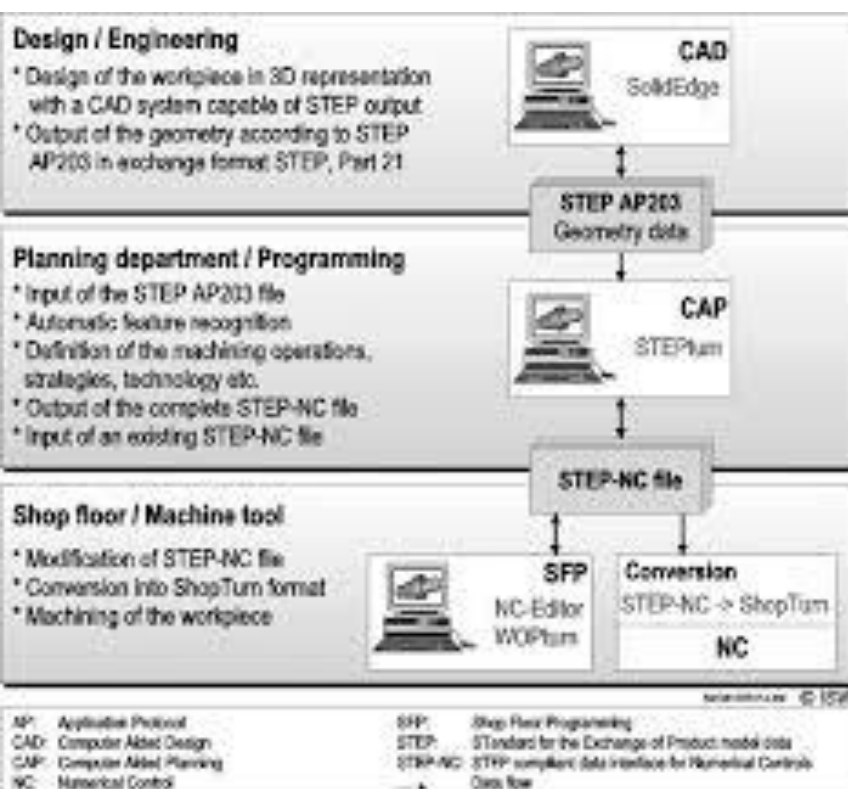 Design / Engineering
* Design of the workpiece in 3D representation
with a CAD system capable of STEP output
* Output of the geometry according to STEP
AP203 in exchange format STEP, Part 21
CAD
SolidEdge
STEP AP203
Geometry data
Planning department / Programming
* Input of the STEP AP203 file
* Automatic feature recognition
* Definition of the machining operations,
strategies, technology etc.
* Output of the complete STEP-NC file
* Input of an existing STEP-NC file
CAP
STEPturn
STEP-NC file
Shop floor / Machine tool
* Modification of STEP-NC file
* Conversion into ShopTurn format
* Machining of the workpiece
SFP
NC-Editor
WOPturn
Conversion
STEP-NC -> ShopTurn
NC
© ISW
AP: Application Protocol
CAD: Computer Aided Design
CAP: Computer Aided Planning
NC: Numerical Control
SFP: Shop Floor Programming
STEP: STandard for the Exchange of Product model data
STEP-NC: STEP compliant data interface for Numerical Controls
Data flow